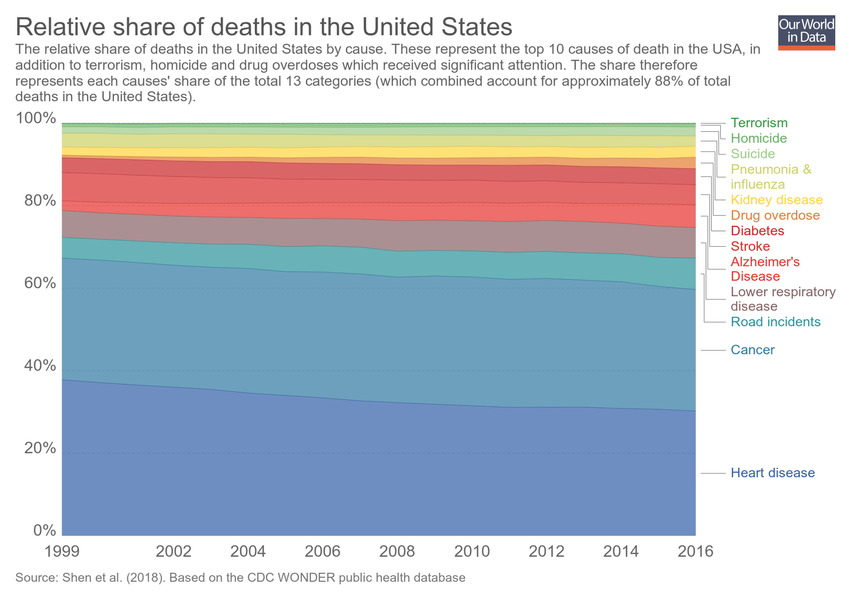 Relative share of deaths in the United States
Our World
in Data
The relative share of deaths in the United States by cause. These represent the top 10 causes of death in the USA, in
addition to terrorism, homicide and drug overdoses which received significant attention. The share therefore
represents each causes' share of the total 13 categories (which combined account for approximately 88% of total
deaths in the United States).
100%
80%
60%
40%
20%
0%
1999
2002
2004
2006
2008
2010
2012
2014
2016
Terrorism
Homicide
Suicide
Pneumonia &
influenza
Kidney disease
Drug overdose
Diabetes
Stroke
Alzheimer's
Disease
Lower respiratory
disease
Road incidents
Cancer
Heart disease
Source: Shen et al. (2018). Based on the CDC WONDER public health database